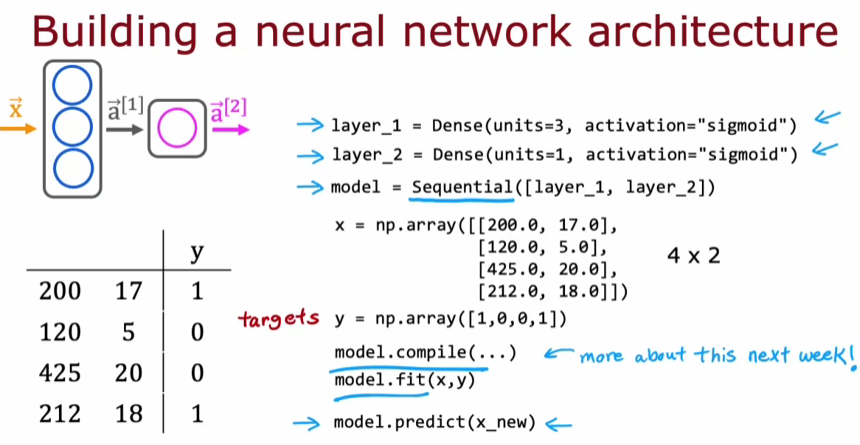 Building a neural network architecture
x⃗
a⃗[1]
a⃗[2]
layer_1 = Dense(units=3, activation="sigmoid")
layer_2 = Dense(units=1, activation="sigmoid")
model = Sequential([layer_1, layer_2])
x = np.array([[200.0, 17.0],
[120.0, 5.0],
[425.0, 20.0],
[212.0, 18.0]])
4 x 2
targets y = np.array([1,0,0,1])
model.compile(...) more about this next week!
model.fit(x,y)
model.predict(x_new)
y
200 17 1
120 5 0
425 20 0
212 18 1